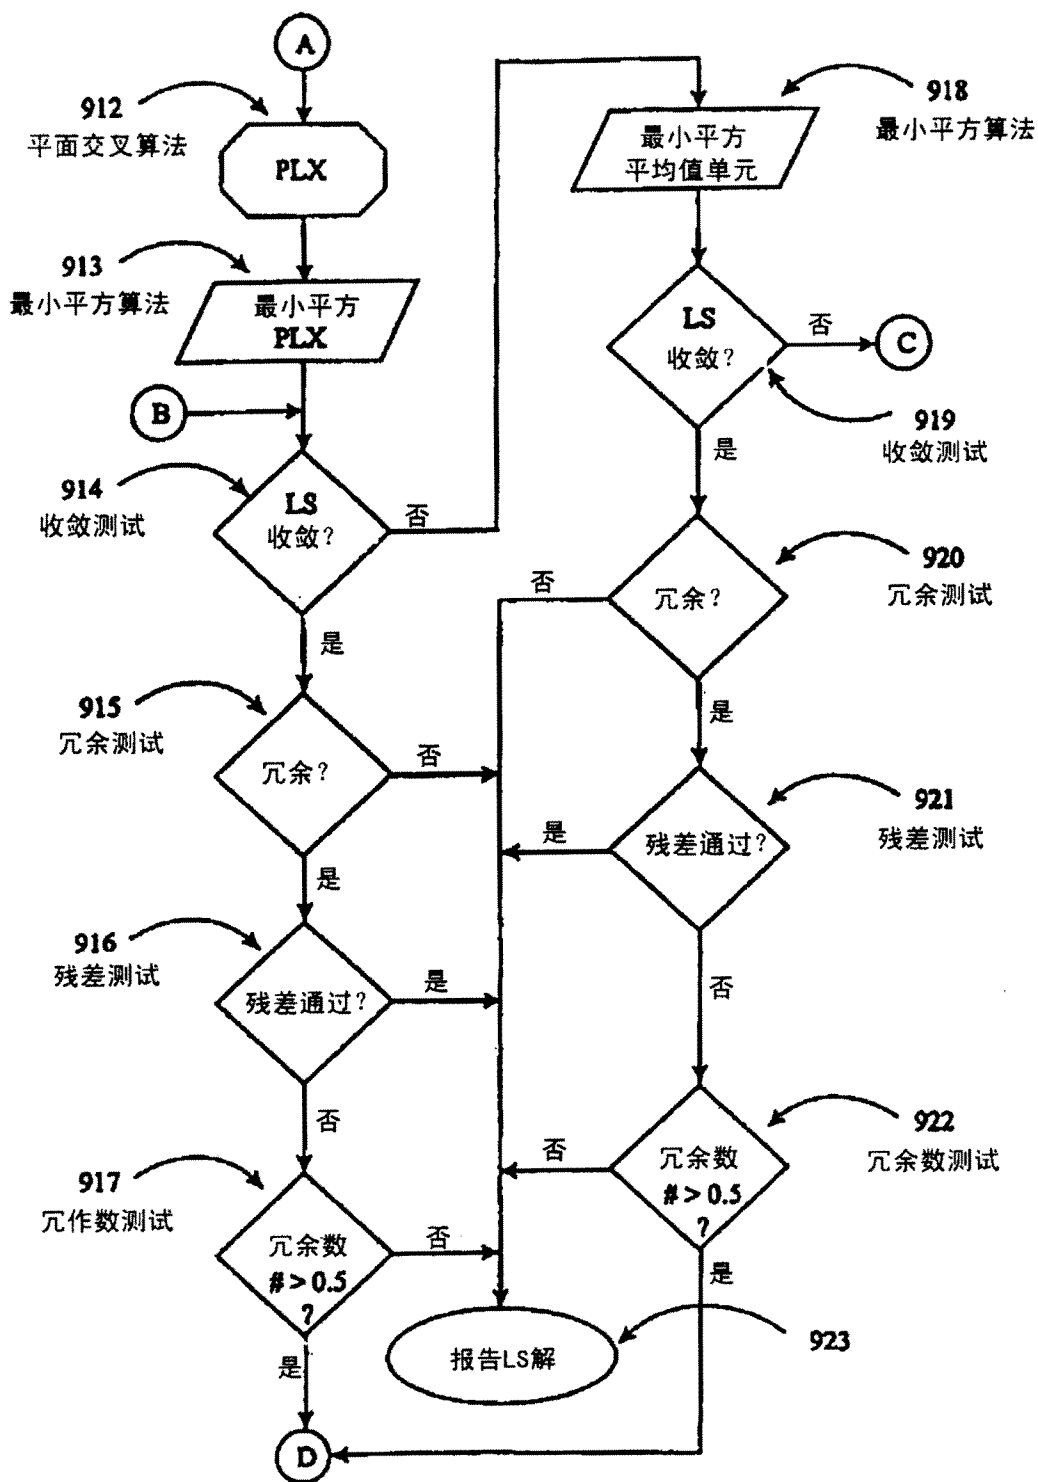 A
912
平面交叉算法
PLX
913
最小平方算法
最小平方
PLX
B
914
收敛测试
LS
收敛?
否
是
915
冗余测试
冗余?
否
是
916
残差测试
残差通过?
是
否
917
冗作数测试
冗余数
#>0.5
?
否
是
D
918
最小平方算法
最小平方
平均值单元
LS
收敛?
否
C
919
收敛测试
是
920
冗余测试
冗余?
否
是
921
残差测试
残差通过?
是
否
922
冗余数测试
冗余数
#>0.5
?
否
是
报告LS解
923